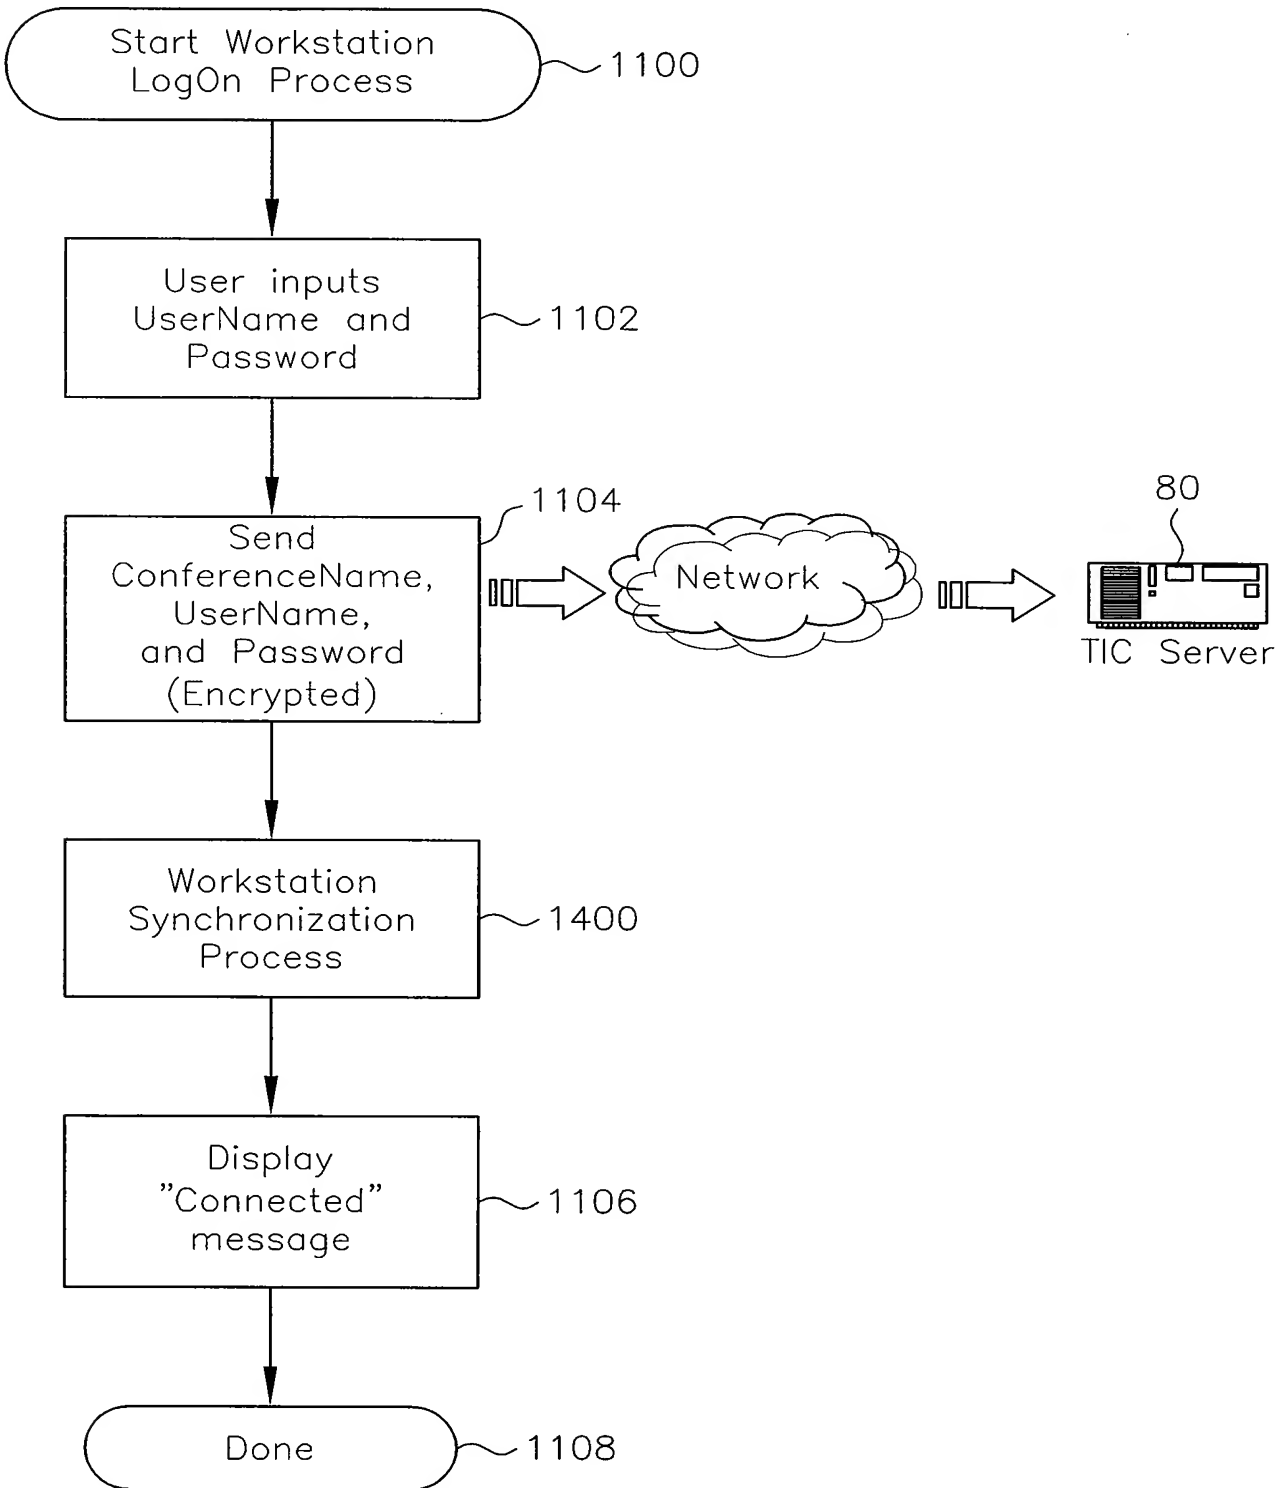 Start Workstation
LogOn Process
1100
User inputs
UserName and
Password
1102
Send
ConferenceName,
UserName,
and Password
(Encrypted)
1104
Network
80
TIC Server
Workstation
Synchronization
Process
1400
Display
"Connected"
message
1106
Done
1108